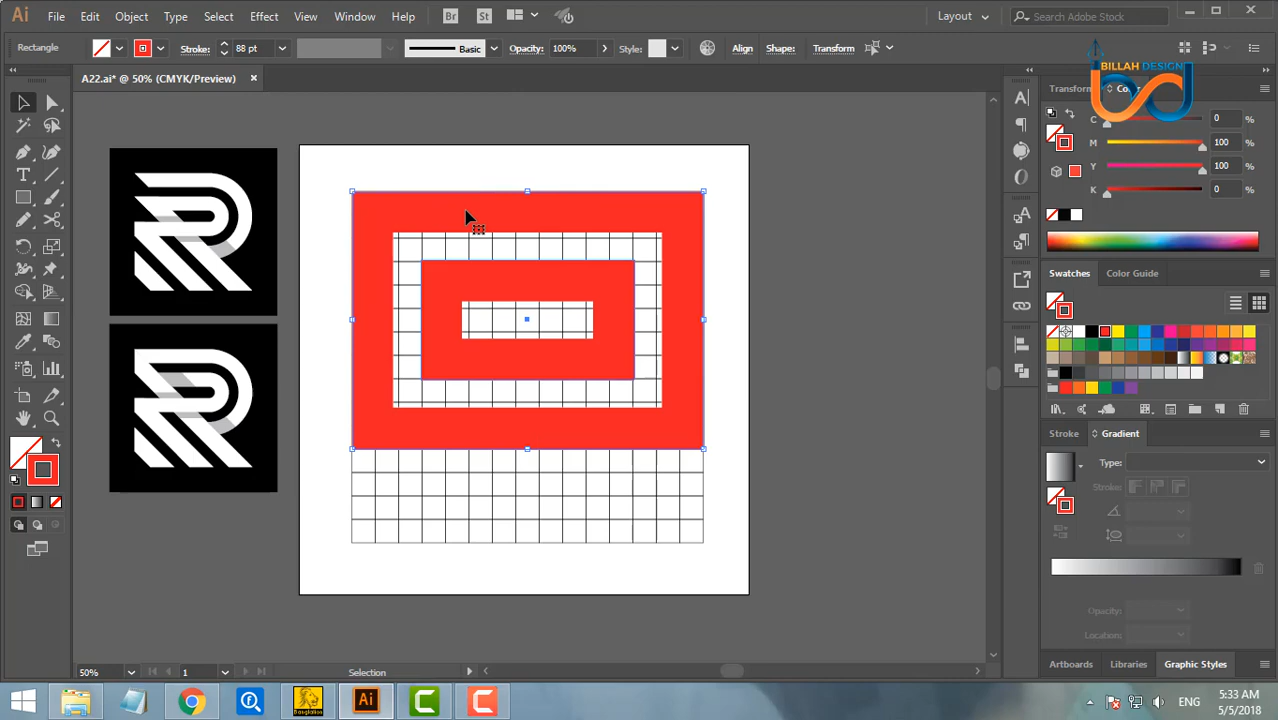 Ai File Edit Object Type Select Effect View Window Help Br St Layout Search Adobe Stock
Rectangle Stroke: 88 pt Basic Opacity: 100% Style: Align Shape: Transform
BILLAH DESIGN
A22.ai* @ 50% (CMYK/Preview)
Transform Color
C 0 %
M 100 %
Y 100 %
K 0 %
Swatches Color Guide
Stroke Gradient
Type:
Stroke:
Opacity:
Location:
Artboards Libraries Graphic Styles
50% 1 Selection
Ai ENG 5:33 AM
5/5/2018